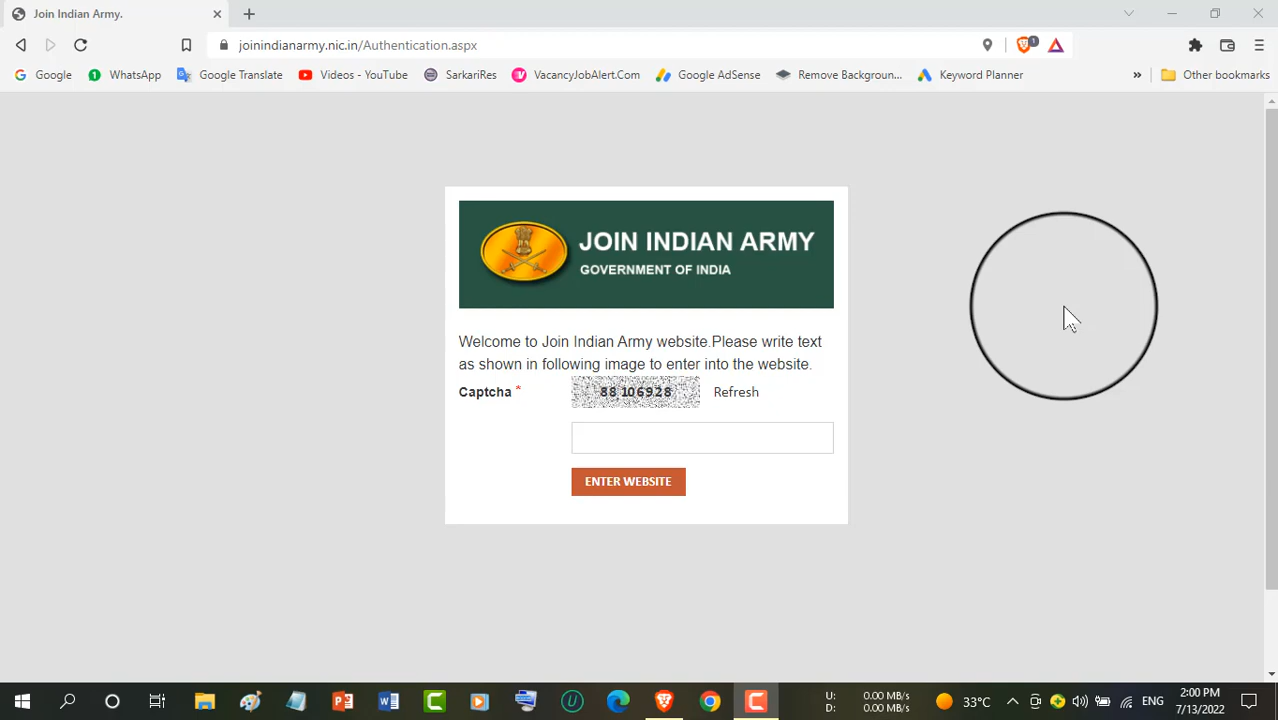 Join Indian Army.
joinindianarmy.nic.in/Authentication.aspx
1
Google WhatsApp Google Translate Videos - YouTube SarkariRes VacancyJobAlert.Com Google AdSense Remove Backgroun... Keyword Planner » Other bookmarks
JOIN INDIAN ARMY
GOVERNMENT OF INDIA
Welcome to Join Indian Army website.Please write text
as shown in following image to enter into the website.
Captcha * 88106928 Refresh
ENTER WEBSITE
U: 0.00 MB/s
D: 0.00 MB/s
33°C
ENG
2:00 PM
7/13/2022